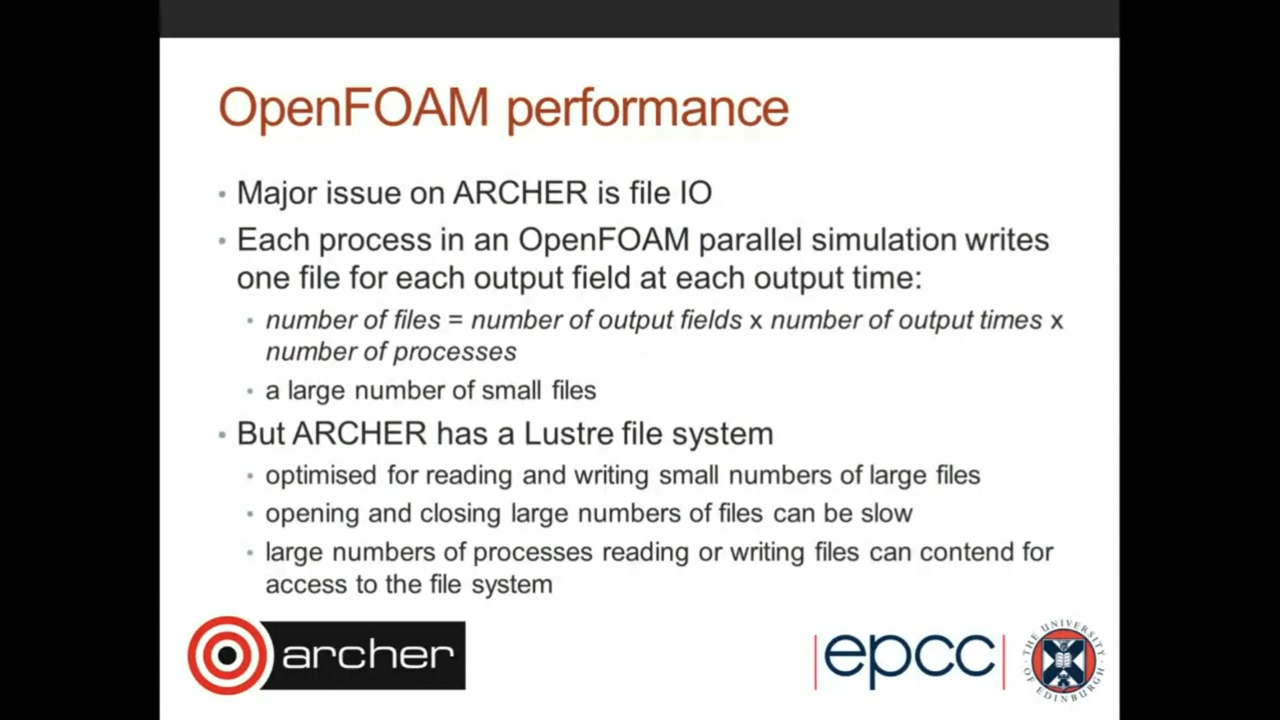 OpenFOAM performance
• Major issue on ARCHER is file IO
• Each process in an OpenFOAM parallel simulation writes
one file for each output field at each output time:
• number of files = number of output fields x number of output times x
number of processes
• a large number of small files
• But ARCHER has a Lustre file system
• optimised for reading and writing small numbers of large files
• opening and closing large numbers of files can be slow
• large numbers of processes reading or writing files can contend for
access to the file system
archer
|epcc|
THE UNIVERSITY OF EDINBURGH